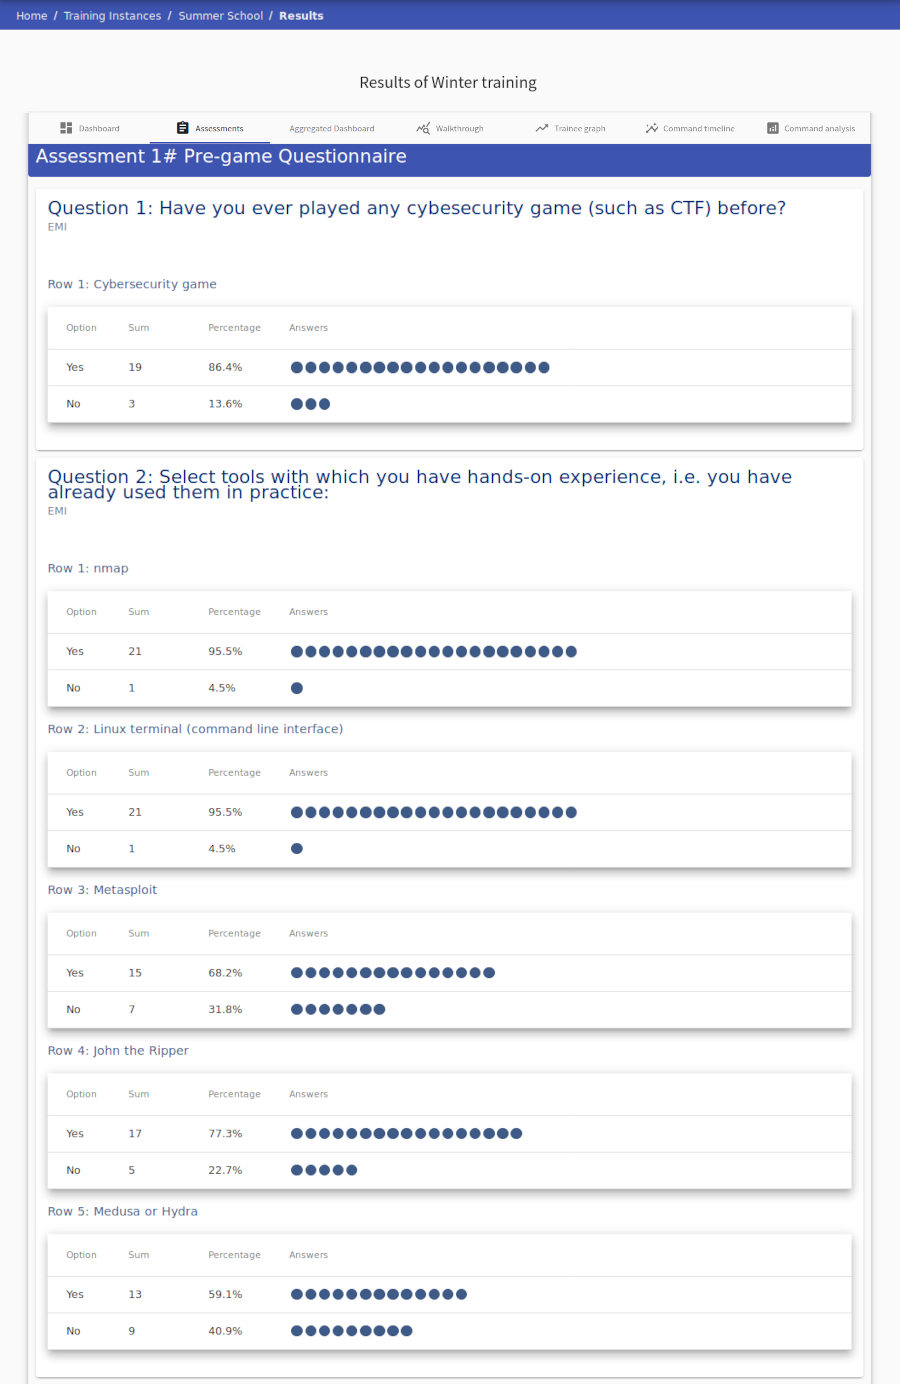 Home / Training Instances / Summer School / Results
Results of Winter training
Dashboard Assessments Aggregated Dashboard Walkthrough Trainee graph Command timeline Command analysis
Assessment 1# Pre-game Questionnaire
Question 1: Have you ever played any cybesecurity game (such as CTF) before?
EMI
Row 1: Cybersecurity game
Option Sum Percentage Answers
Yes 19 86.4%
No 3 13.6%
Question 2: Select tools with which you have hands-on experience, i.e. you have
already used them in practice:
EMI
Row 1: nmap
Option Sum Percentage Answers
Yes 21 95.5%
No 1 4.5%
Row 2: Linux terminal (command line interface)
Option Sum Percentage Answers
Yes 21 95.5%
No 1 4.5%
Row 3: Metasploit
Option Sum Percentage Answers
Yes 15 68.2%
No 7 31.8%
Row 4: John the Ripper
Option Sum Percentage Answers
Yes 17 77.3%
No 5 22.7%
Row 5: Medusa or Hydra
Option Sum Percentage Answers
Yes 13 59.1%
No 9 40.9%